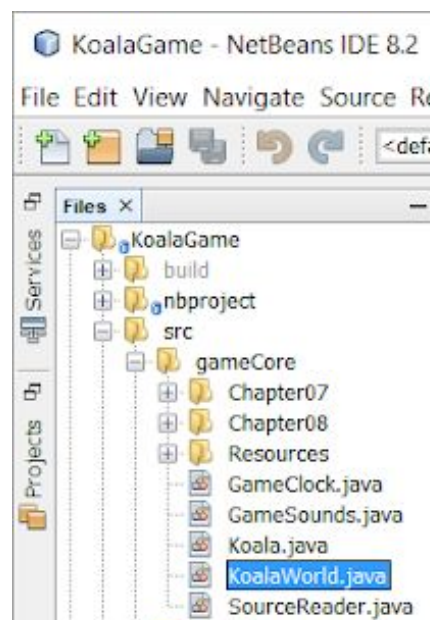 KoalaGame - NetBeans IDE 8.2
File Edit View Navigate Source
<defa
Files ×
Services
Projects
KoalaGame
build
nbproject
src
gameCore
Chapter07
Chapter08
Resources
GameClock.java
GameSounds.java
Koala.java
KoalaWorld.java
SourceReader.java